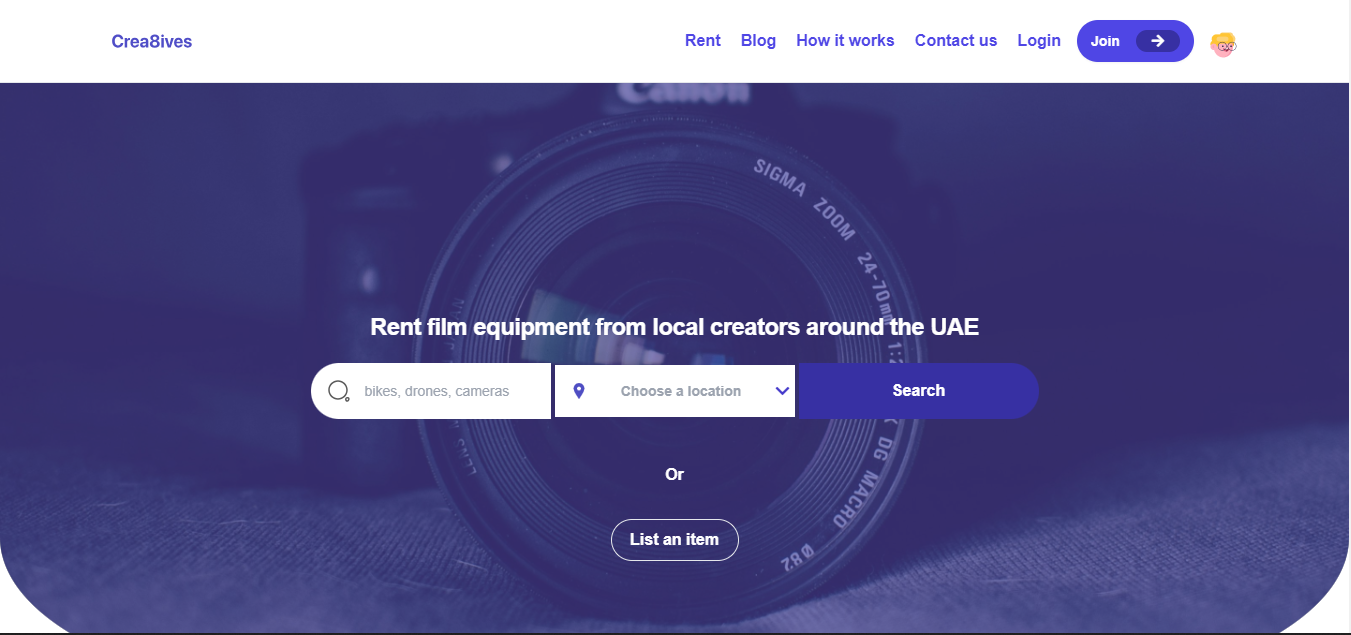 Crea8ives
Rent Blog How it works Contact us Login Join
Canon
SIGMA ZOOM 24-70mm 1:2
DG MACRO Ø82
Rent film equipment from local creators around the UAE
bikes, drones, cameras
Choose a location
Search
Or
List an item